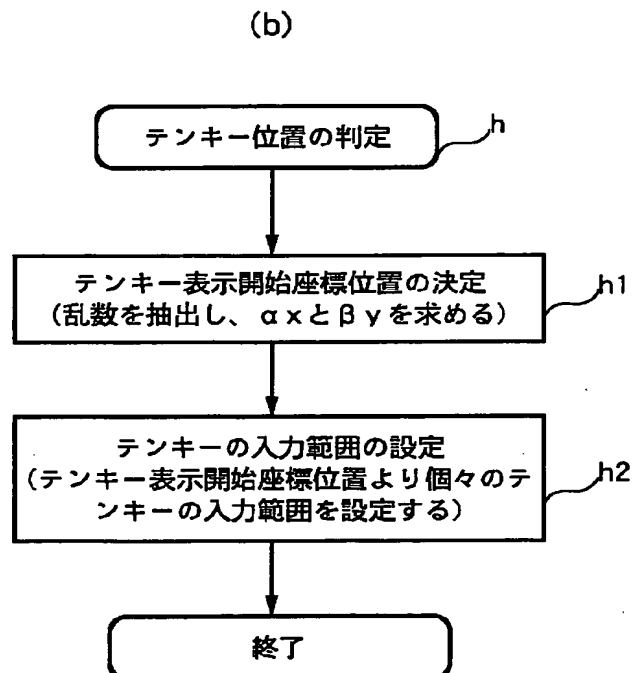 (b)
テンキー位置の判定
h
テンキー表示開始座標位置の決定
(乱数を抽出し、αxとβyを求める)
h1
テンキーの入力範囲の設定
(テンキー表示開始座標位置より個々のテ
ンキーの入力範囲を設定する)
h2
終了